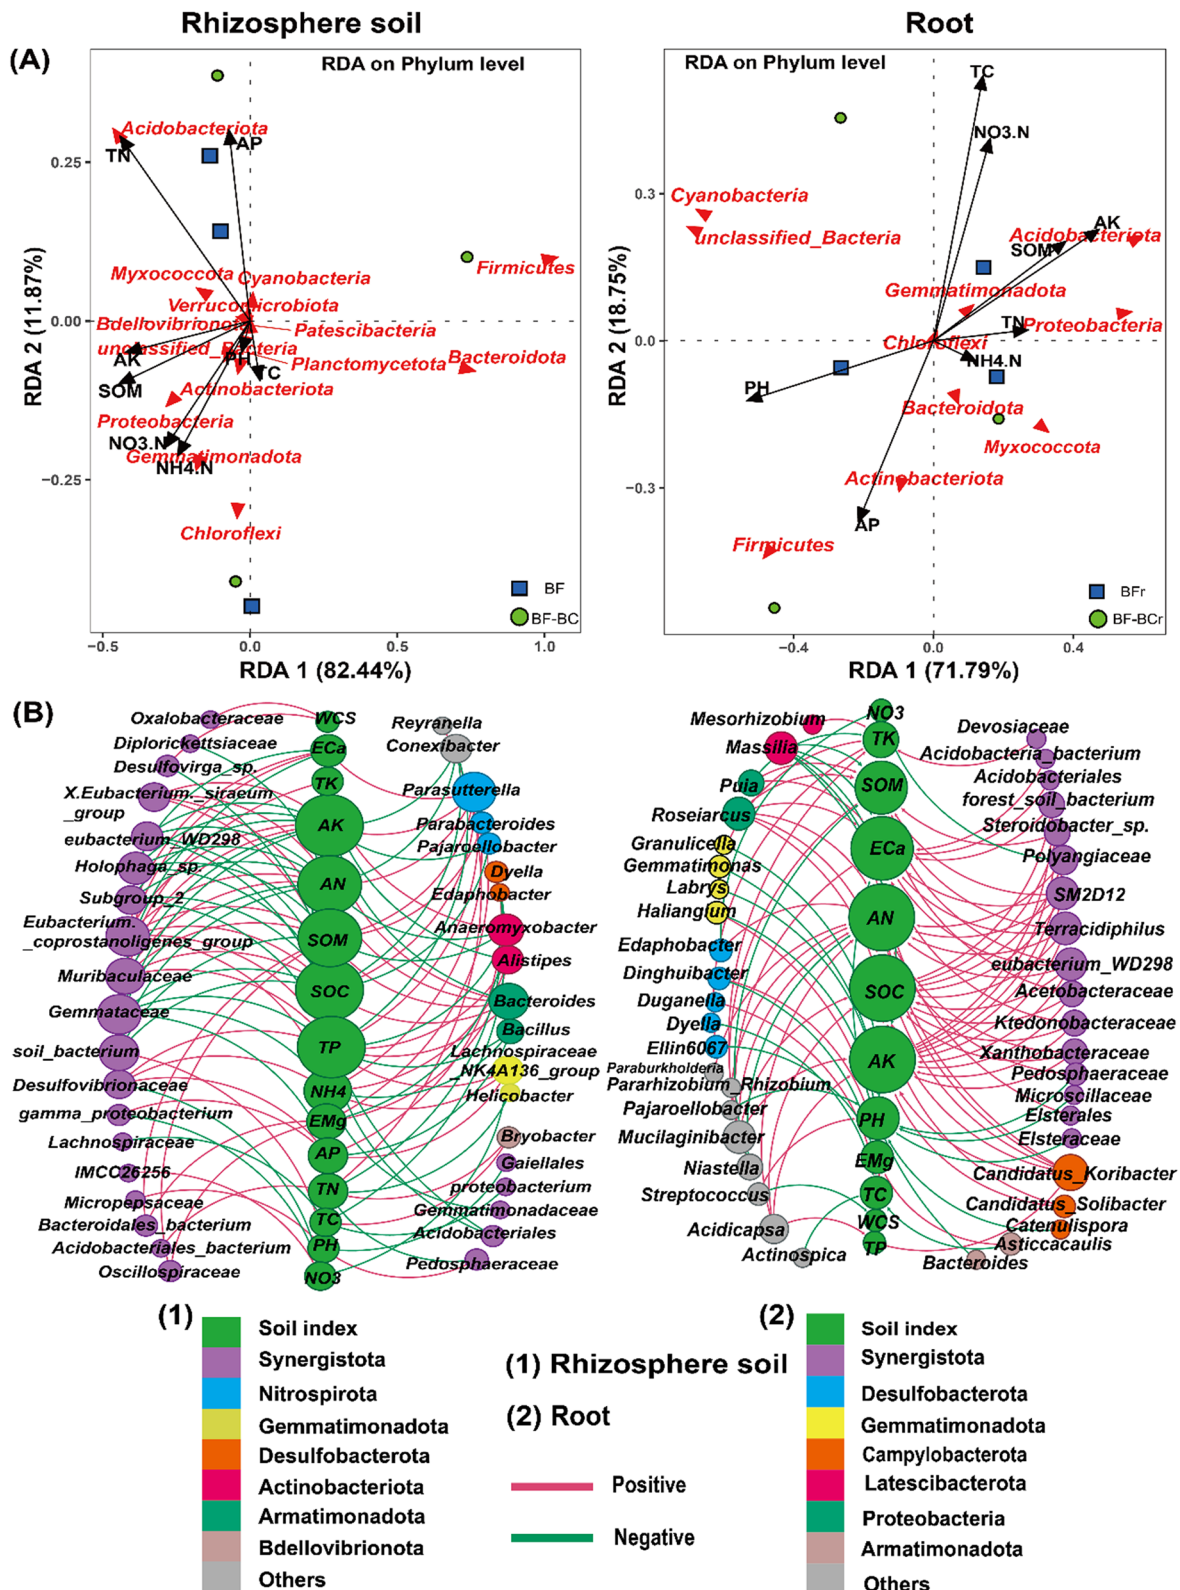 Rhizosphere soil
Root
(A)
RDA on Phylum level
Acidobacteriota
TN
AP
0.25
Myxococcota
Cyanobacteria
Firmicutes
Verrucomicrobiota
0.00
Bdellovibrionota
Patescibacteria
unclassified_Bacteria
AK
PH
TC
Planctomycetota
Bacteroidota
SOM
Actinobacteriota
Proteobacteria
NO3.N
Gemmatimonadota
NH4.N
−0.25
Chloroflexi
BF
BF-BC
−0.5
0.0
0.5
1.0
RDA 1 (82.44%)
RDA 2 (11.87%)
RDA on Phylum level
TC
NO3.N
0.3
Cyanobacteria
unclassified_Bacteria
AK
Acidobacteriota
SOM
Gemmatimonadota
TN
Proteobacteria
0.0
Chloroflexi
NH4.N
PH
Bacteroidota
Myxococcota
Actinobacteriota
−0.3
AP
Firmicutes
BFr
BF-BCr
−0.4
0.0
0.4
RDA 1 (71.79%)
RDA 2 (18.75%)
(B)
Oxalobacteraceae
Diplorickettsiaceae
Desulfovirga_sp.
X.Eubacterium._siraeum
_group
eubacterium_WD298
Holophaga_sp.
Subgroup_2
Eubacterium.
_coprostanoligenes_group
Muribaculaceae
Gemmataceae
soil_bacterium
Desulfovibrionaceae
gamma_proteobacterium
Lachnospiraceae
IMCC26256
Micropepsaceae
Bacteroidales_bacterium
Acidobacteriales_bacterium
Oscillospiraceae
WCS
ECa
TK
AK
AN
SOM
SOC
TP
NH4
EMg
AP
TN
TC
PH
NO3
Reyranella
Conexibacter
Parasutterella
Parabacteroides
Pajaroellobacter
Dyella
Edaphobacter
Anaeromyxobacter
Alistipes
Bacteroides
Bacillus
Lachnospiraceae
_NK4A136_group
Helicobacter
Bryobacter
Gaiellales
proteobacterium
Gemmatimonadaceae
Acidobacteriales
Pedosphaeraceae
Mesorhizobium
Massilia
Puia
Roseiarcus
Granulicella
Gemmatimonas
Labrys
Haliangium
Edaphobacter
Dinghuibacter
Duganella
Dyella
Ellin6067
Paraburkholderia
Pararhizobium_Rhizobium
Pajaroellobacter
Mucilaginibacter
Niastella
Streptococcus
Acidicapsa
Actinospica
NO3
TK
SOM
ECa
AN
SOC
AK
PH
EMg
TC
WCS
TP
Devosiaceae
Acidobacteria_bacterium
Acidobacteriales
forest_soil_bacterium
Steroidobacter_sp.
Polyangiaceae
SM2D12
Terracidiphilus
eubacterium_WD298
Acetobacteraceae
Ktedonobacteraceae
Xanthobacteraceae
Pedosphaeraceae
Microscillaceae
Elsterales
Elsteraceae
Candidatus_Koribacter
Candidatus_Solibacter
Catenulispora
Asticcacaulis
Bacteroides
(1)
Soil index
Synergistota
Nitrospirota
Gemmatimonadota
Desulfobacterota
Actinobacteriota
Armatimonadota
Bdellovibrionota
Others
(1) Rhizosphere soil
(2) Root
Positive
Negative
(2)
Soil index
Synergistota
Desulfobacterota
Gemmatimonadota
Campylobacterota
Latescibacterota
Proteobacteria
Armatimonadota
Others